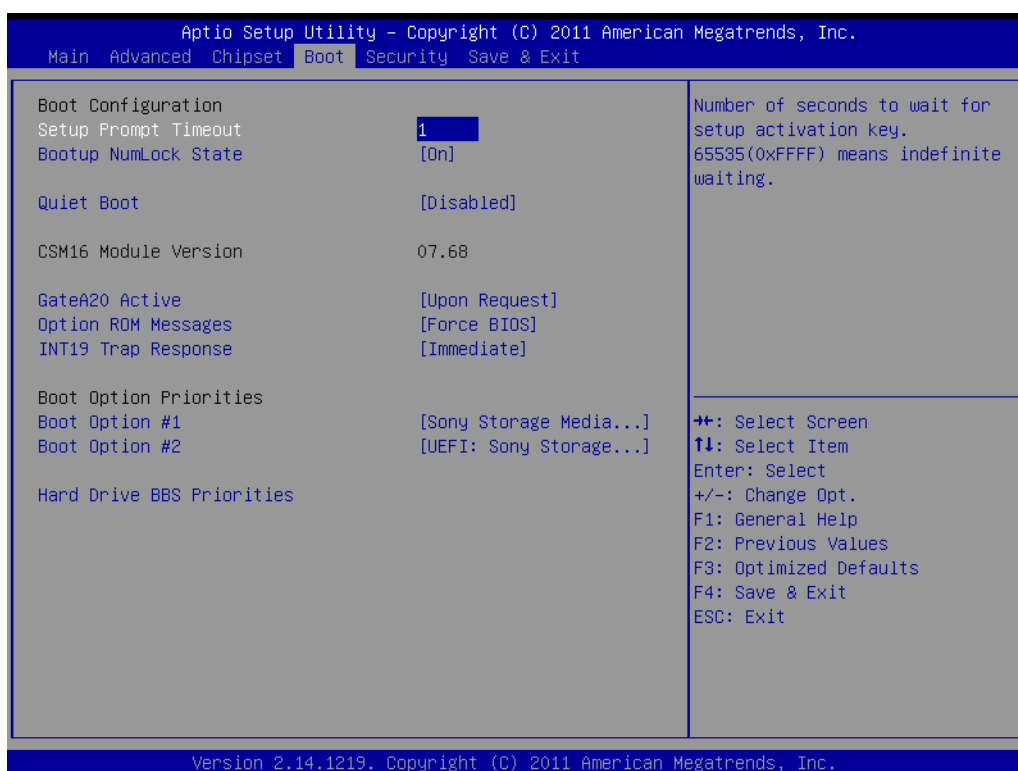 Aptio Setup Utility – Copyright (C) 2011 American Megatrends, Inc.
Main Advanced Chipset Boot Security Save & Exit
Boot Configuration
Setup Prompt Timeout 1
Bootup NumLock State [On]
Quiet Boot [Disabled]
CSM16 Module Version 07.68
GateA20 Active [Upon Request]
Option ROM Messages [Force BIOS]
INT19 Trap Response [Immediate]
Boot Option Priorities
Boot Option #1 [Sony Storage Media...]
Boot Option #2 [UEFI: Sony Storage...]
Hard Drive BBS Priorities
Number of seconds to wait for
setup activation key.
65535(0xFFFF) means indefinite
waiting.
→←: Select Screen
↑↓: Select Item
Enter: Select
+/-: Change Opt.
F1: General Help
F2: Previous Values
F3: Optimized Defaults
F4: Save & Exit
ESC: Exit
Version 2.14.1219. Copyright (C) 2011 American Megatrends, Inc.